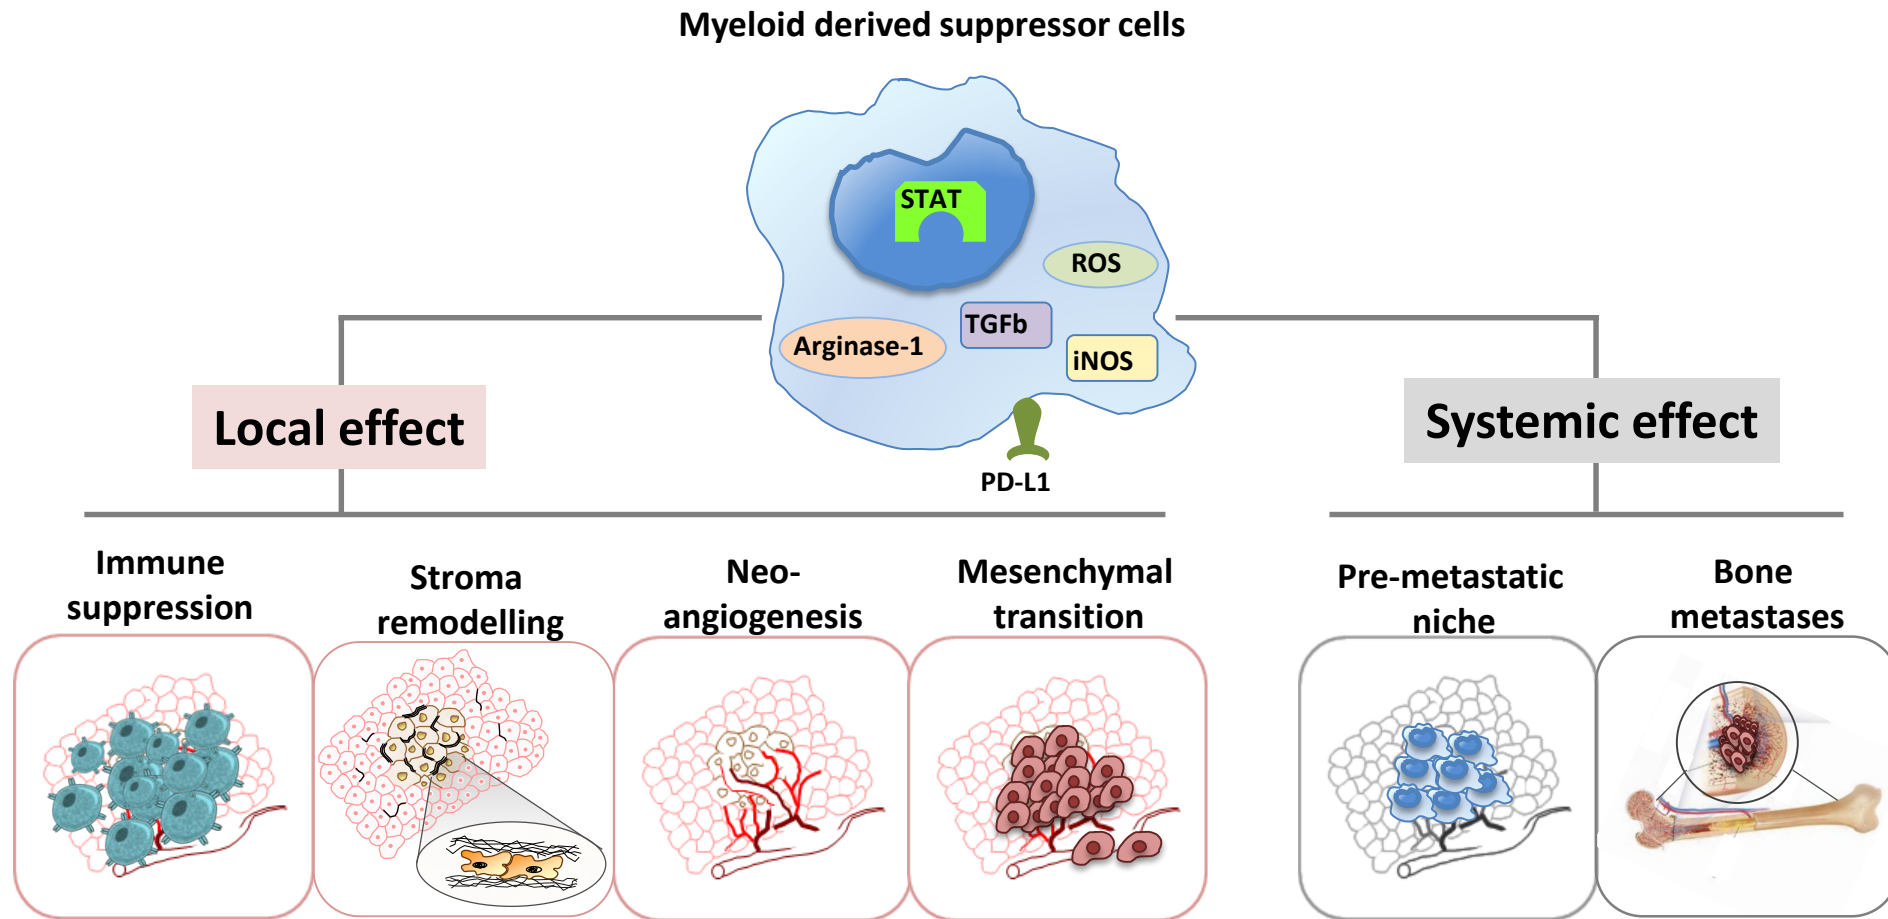 Myeloid derived suppressor cells
STAT
ROS
TGFb
Arginase-1
iNOS
PD-L1
Local effect
Systemic effect
Immune
suppression
Stroma
remodelling
Neo-
angiogenesis
Mesenchymal
transition
Pre-metastatic
niche
Bone
metastases